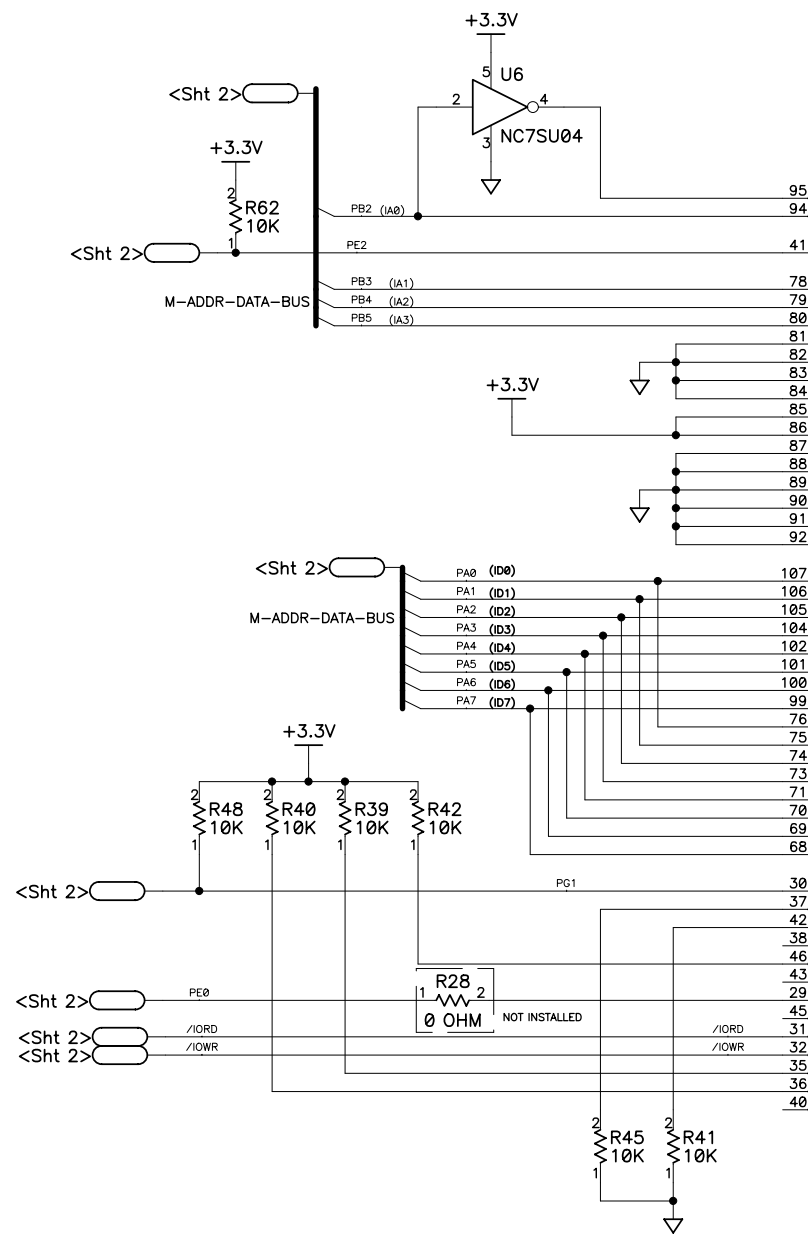 +3.3V
5 U6
<Sht 2>
2 4
3 NC7SU04
+3.3V
2 R62
10K
1
95
PB2 (IA0) 94
<Sht 2> PE2 41
PB3 (IA1) 78
M-ADDR-DATA-BUS PB4 (IA2) 79
PB5 (IA3) 80
81
82
83
+3.3V 84
85
86
87
88
89
90
91
92
<Sht 2> PA0 (ID0) 107
PA1 (ID1) 106
M-ADDR-DATA-BUS PA2 (ID2) 105
PA3 (ID3) 104
PA4 (ID4) 102
PA5 (ID5) 101
PA6 (ID6) 100
PA7 (ID7) 99
76
+3.3V 75
74
73
2 R48 2 R40 2 R39 2 R42 71
10K 10K 10K 10K 70
1 1 1 1 69
68
<Sht 2> PG1 30
37
42
38
46
R28 43
<Sht 2> PE0 1 2 29
0 OHM NOT INSTALLED 45
<Sht 2> /IORD /IORD 31
<Sht 2> /IOWR /IOWR 32
35
36
40
2 R45 2 R41
10K 10K
1 1